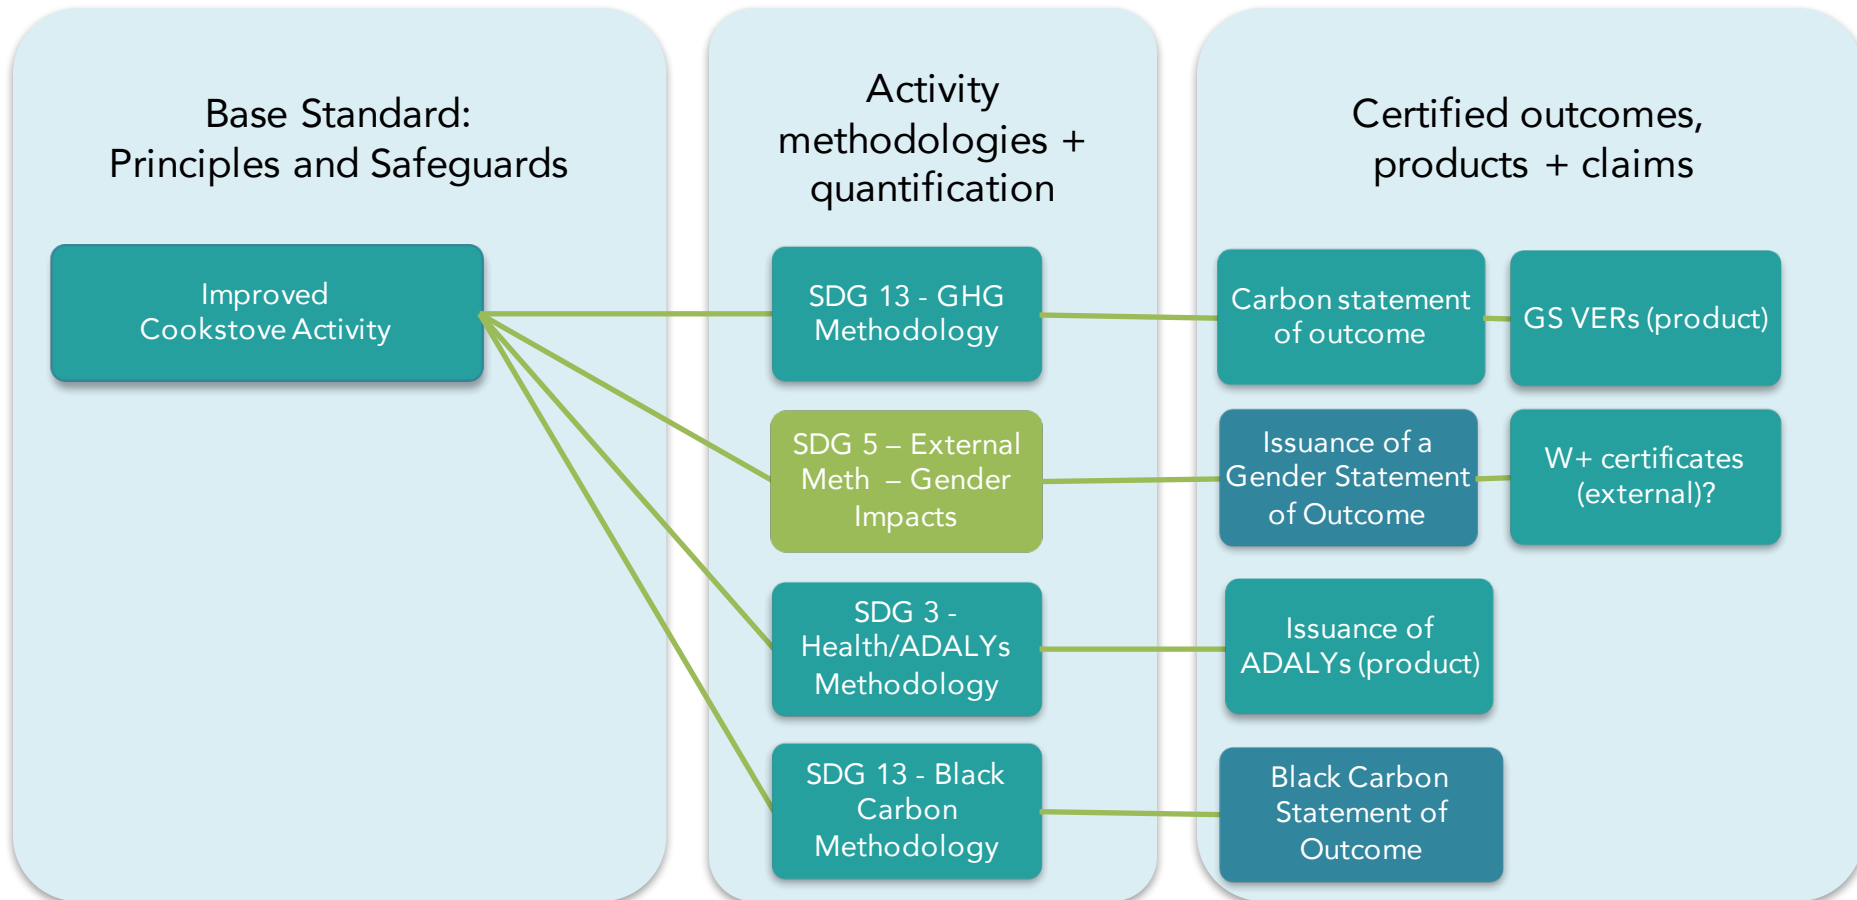 Base Standard:
Principles and Safeguards
Improved
Cookstove Activity
Activity
methodologies +
quantification
SDG 13 - GHG
Methodology
SDG 5 – External
Meth – Gender
Impacts
SDG 3 -
Health/ADALYs
Methodology
SDG 13 - Black
Carbon
Methodology
Certified outcomes,
products + claims
Carbon statement
of outcome
GS VERs (product)
Issuance of a
Gender Statement
of Outcome
W+ certificates
(external)?
Issuance of
ADALYs (product)
Black Carbon
Statement of
Outcome